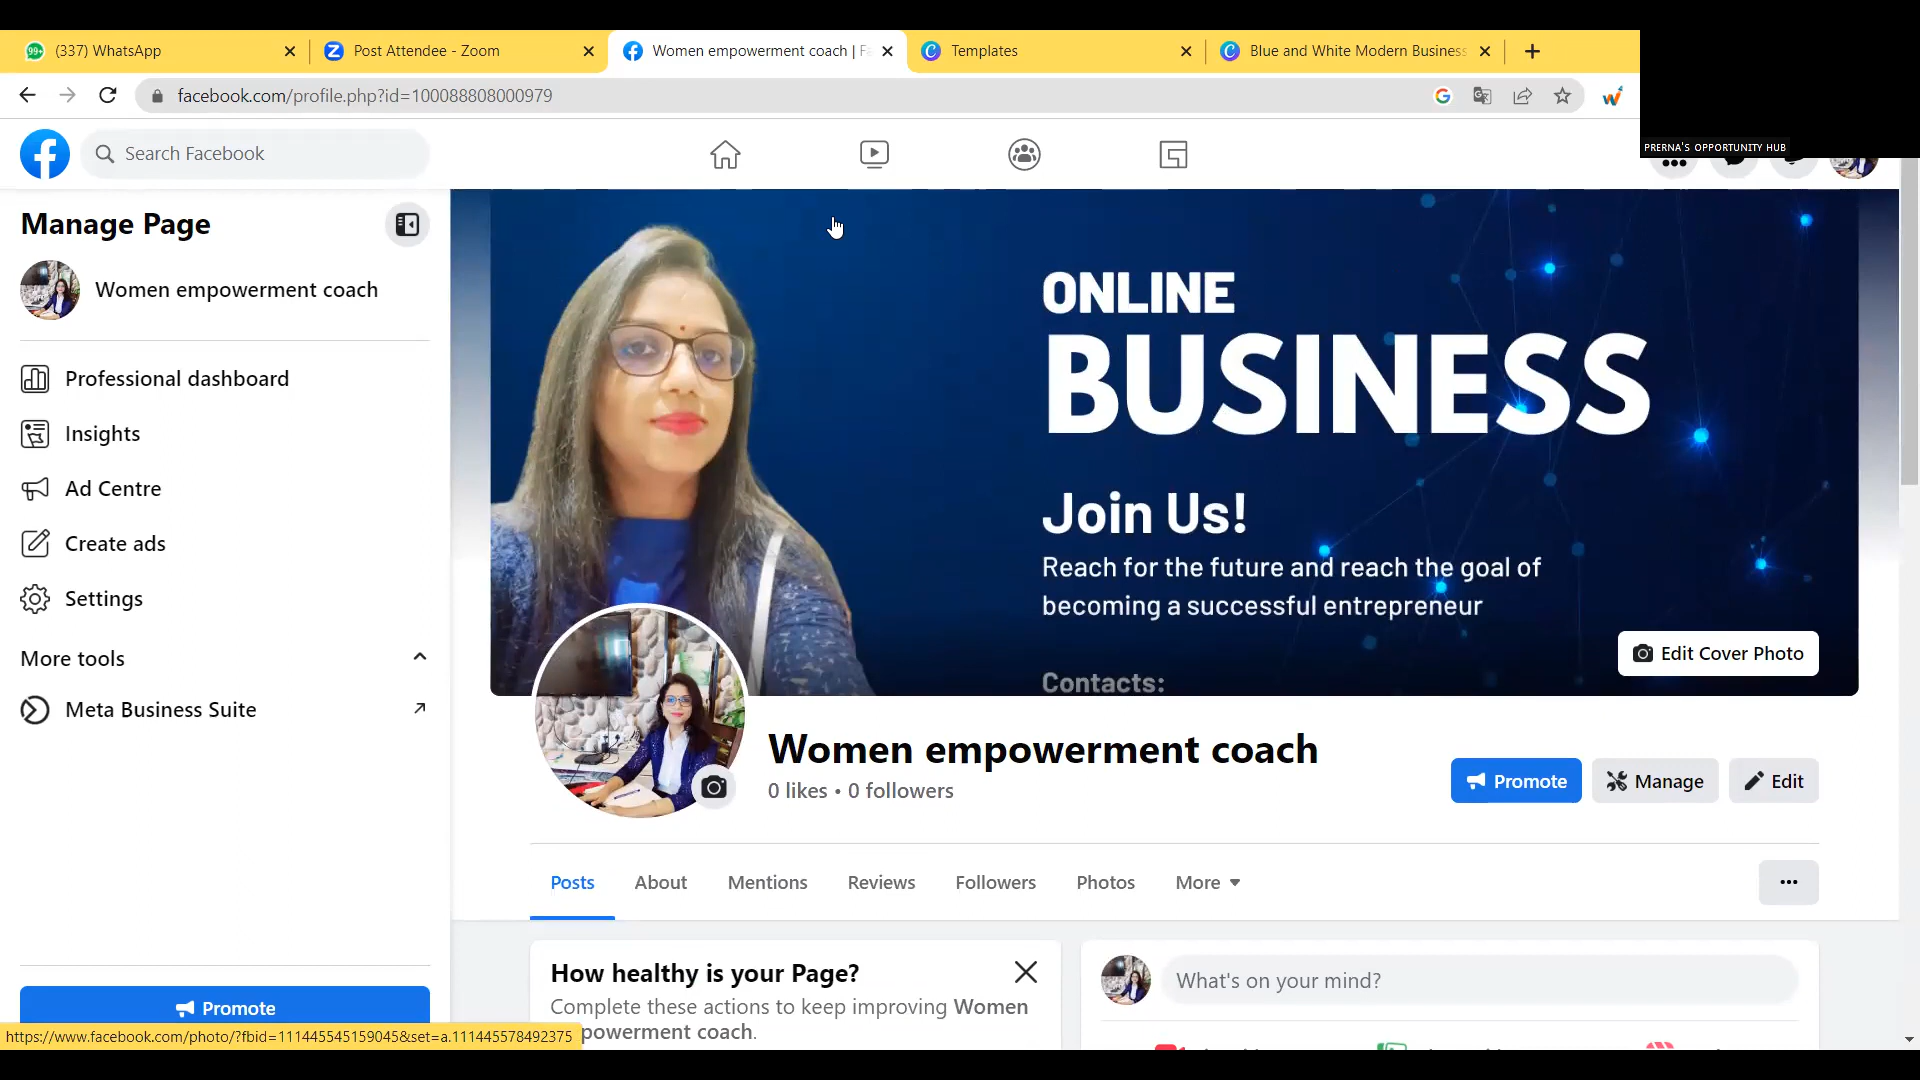 (337) WhatsApp
Post Attendee - Zoom
Women empowerment coach | Fa
Templates
Blue and White Modern Business
facebook.com/profile.php?id=100088808000979
PRERNA'S OPPORTUNITY HUB
Search Facebook
Manage Page
Women empowerment coach
Professional dashboard
Insights
Ad Centre
Create ads
Settings
More tools
Meta Business Suite
Promote
https://www.facebook.com/photo/?fbid=111445545159045&set=a.111445578492375
ONLINE
BUSINESS
Join Us!
Reach for the future and reach the goal of
becoming a successful entrepreneur
Contacts:
Edit Cover Photo
Women empowerment coach
0 likes • 0 followers
Promote
Manage
Edit
Posts
About
Mentions
Reviews
Followers
Photos
More
How healthy is your Page?
Complete these actions to keep improving Women
powerment coach.
What's on your mind?